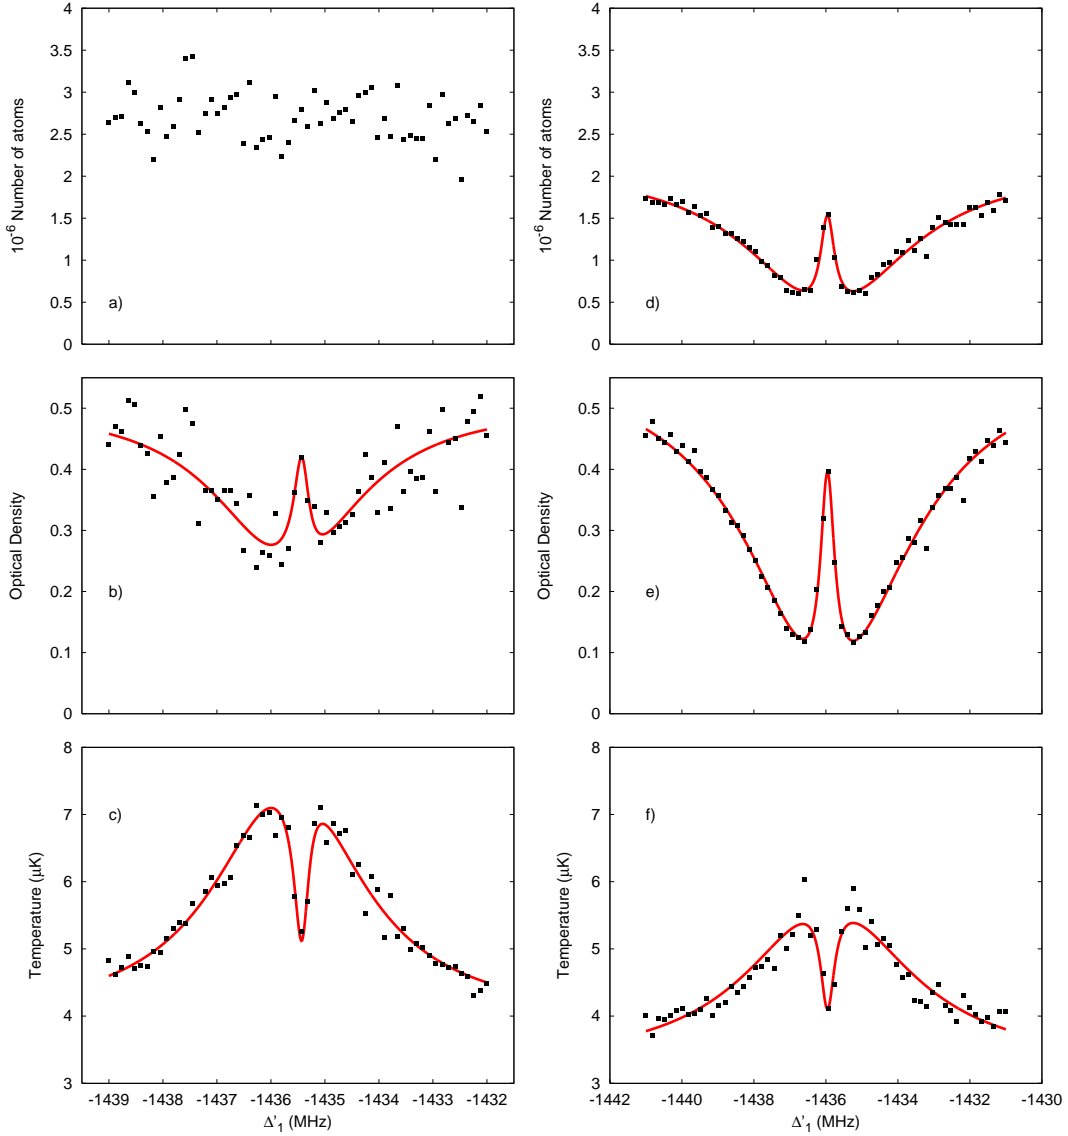 4
3.5
3
2.5
2
1.5
1
0.5
0
10-6 Number of atoms
a)
4
3.5
3
2.5
2
1.5
1
0.5
0
10-6 Number of atoms
d)
0.5
0.4
0.3
0.2
0.1
0
Optical Density
b)
0.5
0.4
0.3
0.2
0.1
0
Optical Density
e)
8
7
6
5
4
3
Temperature (μK)
c)
-1439 -1438 -1437 -1436 -1435 -1434 -1433 -1432
Δ'1 (MHz)
8
7
6
5
4
3
Temperature (μK)
f)
-1442 -1440 -1438 -1436 -1434 -1432 -1430
Δ'1 (MHz)